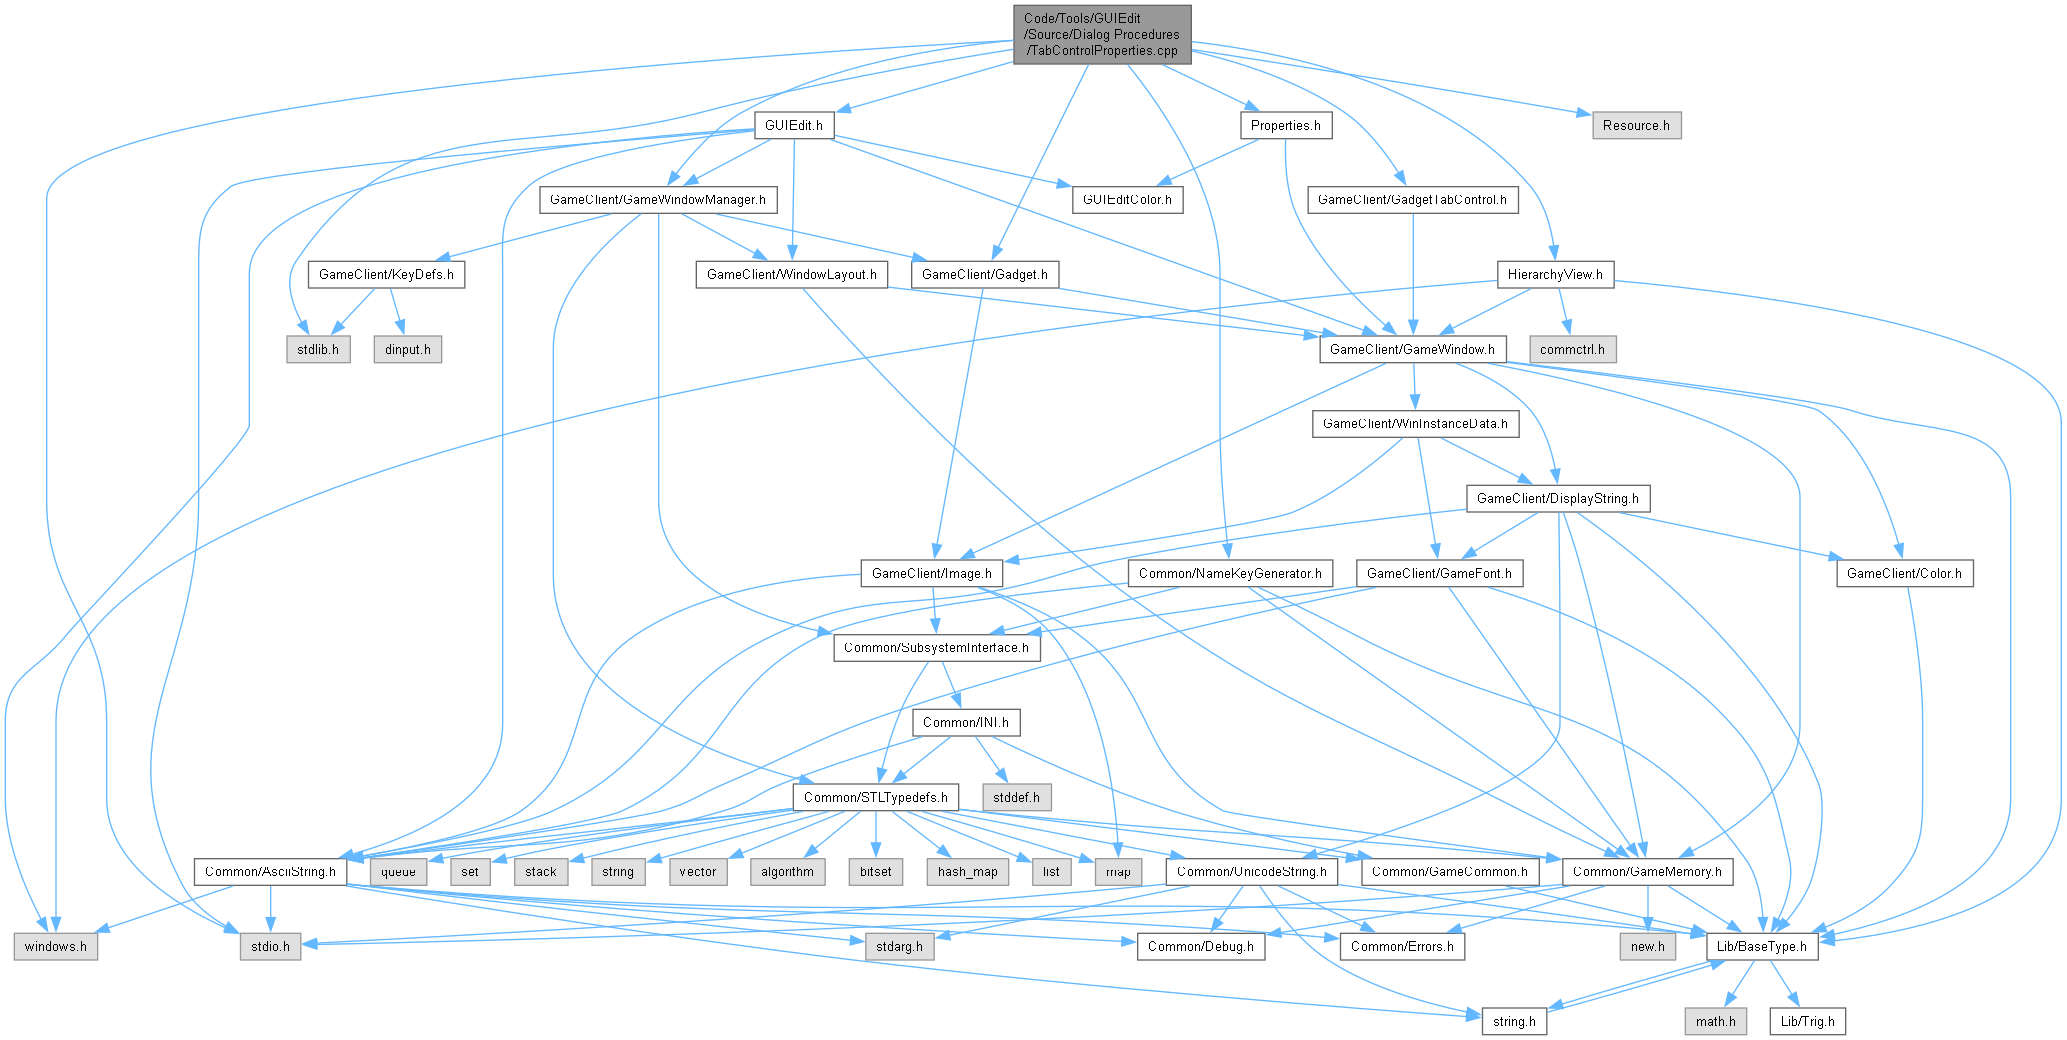 Code/Tools/GUIEdit
/Source/Dialog Procedures
/TabControlProperties.cpp
GUIEdit.h
Properties.h
Resource.h
GameClient/GameWindowManager.h
GUIEditColor.h
GameClient/GadgetTabControl.h
GameClient/KeyDefs.h
GameClient/WindowLayout.h
GameClient/Gadget.h
HierarchyView.h
stdlib.h
dinput.h
GameClient/GameWindow.h
commctrl.h
GameClient/WinInstanceData.h
GameClient/DisplayString.h
GameClient/Image.h
Common/NameKeyGenerator.h
GameClient/GameFont.h
GameClient/Color.h
Common/SubsystemInterface.h
Common/INI.h
Common/STLTypedefs.h
stddef.h
Common/AsciiString.h
queue
set
stack
string
vector
algorithm
bitset
hash_map
list
map
Common/UnicodeString.h
Common/GameCommon.h
Common/GameMemory.h
windows.h
stdio.h
stdarg.h
Common/Debug.h
Common/Errors.h
new.h
Lib/BaseType.h
string.h
math.h
Lib/Trig.h